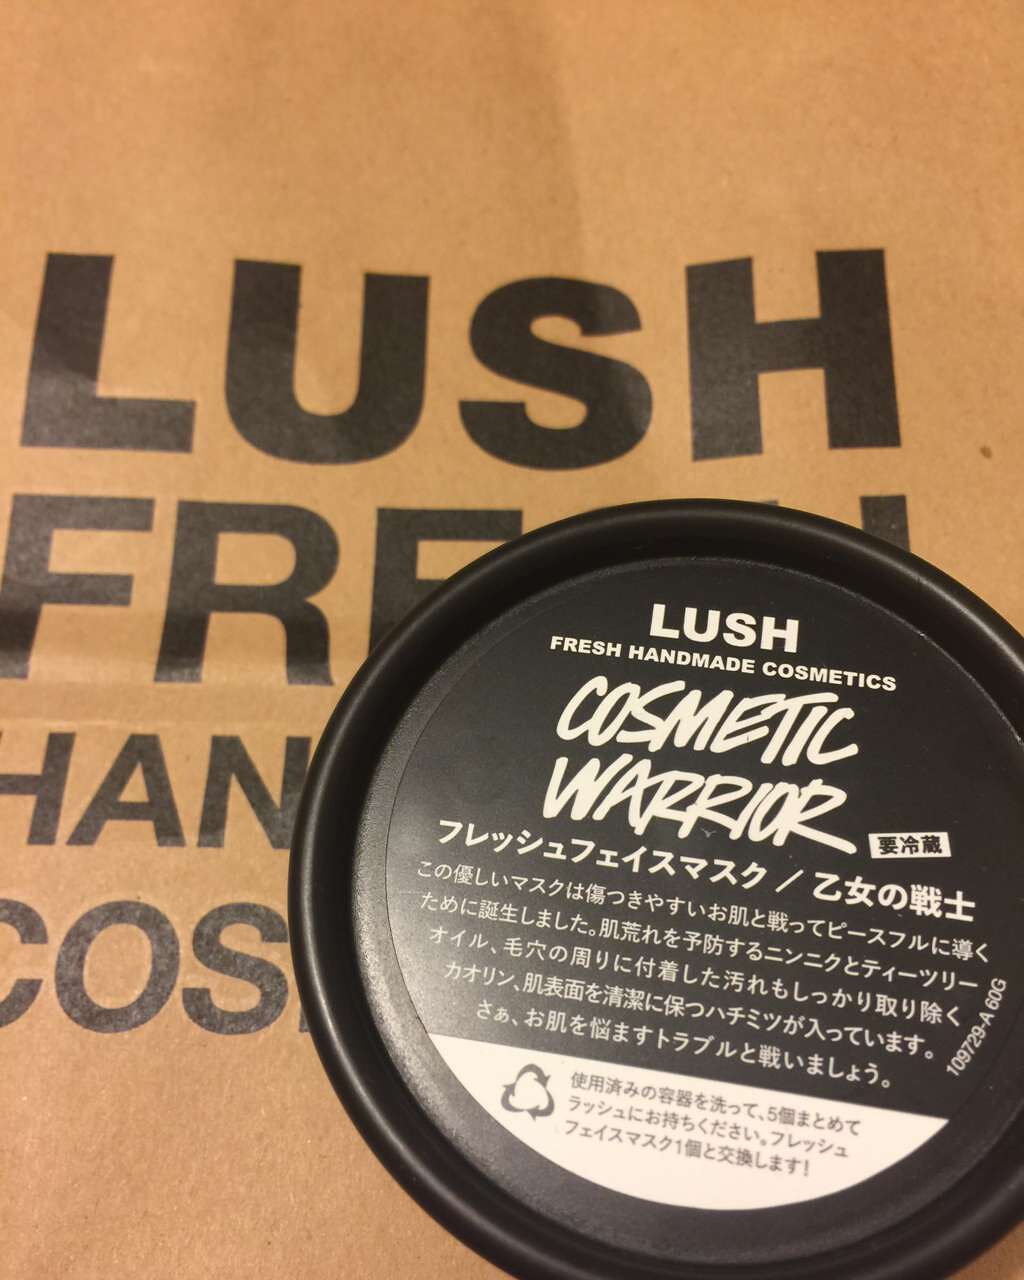 LUSH
FRE
HAN
COS
LUSH
FRESH HANDMADE COSMETICS
COSMETIC
WARRIOR
要冷蔵
フレッシュフェイスマスク / 乙女の戦士
この優しいマスクは傷つきやすいお肌と戦ってピースフルに導く
ために誕生しました。肌荒れを予防するニンニクとティーツリー
オイル、毛穴の周りに付着した汚れもしっかり取り除く
カオリン、肌表面を清潔に保つハチミツが入っています。
さぁ、お肌を悩ますトラブルと戦いましょう。
109729-A 60G
使用済みの容器を洗って、5個まとめて
ラッシュにお持ちください。フレッシュ
フェイスマスク1個と交換します!